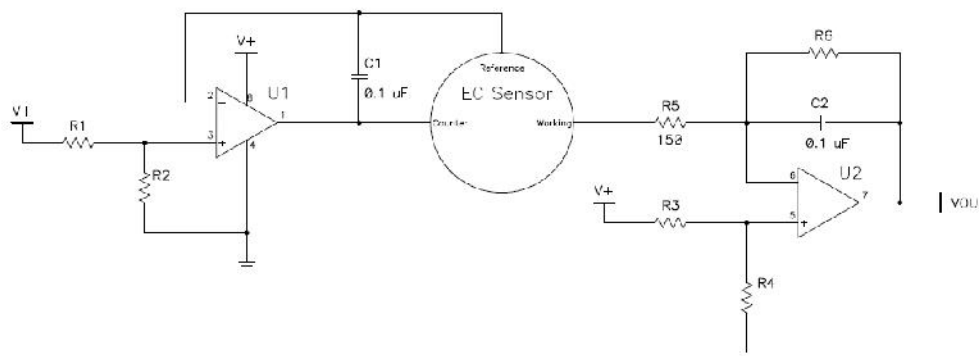 V+
R1
R2
2
3
8
4
1
U1
V+
C1
0.1 uF
Reference
EC Sensor
Counter
Working
R5
150
R6
C2
0.1 uF
U2
6
5
7
V+
R3
R4
VOU